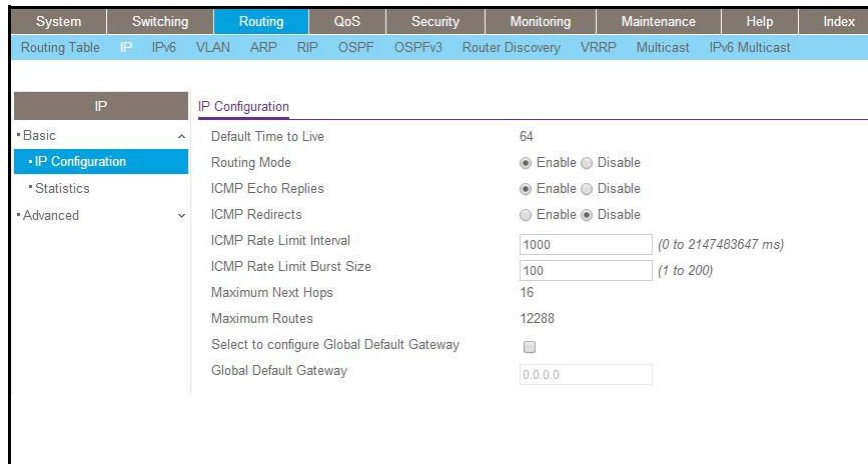 System Switching Routing QoS Security Monitoring Maintenance Help Index
Routing Table IP IPv6 VLAN ARP RIP OSPF OSPFv3 Router Discovery VRRP Multicast IPv6 Multicast
IP
Basic
IP Configuration
Statistics
Advanced
IP Configuration
Default Time to Live 64
Routing Mode Enable Disable
ICMP Echo Replies Enable Disable
ICMP Redirects Enable Disable
ICMP Rate Limit Interval 1000 (0 to 2147483647 ms)
ICMP Rate Limit Burst Size 100 (1 to 200)
Maximum Next Hops 16
Maximum Routes 12288
Select to configure Global Default Gateway
Global Default Gateway 0.0.0.0